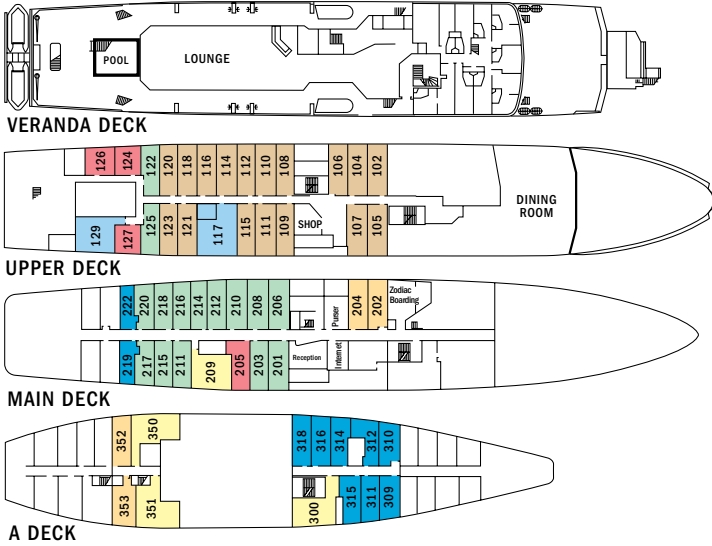 POOL
LOUNGE
VERANDA DECK
126 124 122 120 118 116 114 112 110 108 106 104 102
129 127 125 123 121 117 115 111 109 SHOP 107 105
DINING
ROOM
UPPER DECK
222 220 218 216 214 212 210 208 206 Purser 204 202 Zodiac
Boarding
219 217 215 211 209 205 203 201 Reception Internet
MAIN DECK
352 350 318 316 314 312 310
353 351 300 315 311 309
A DECK